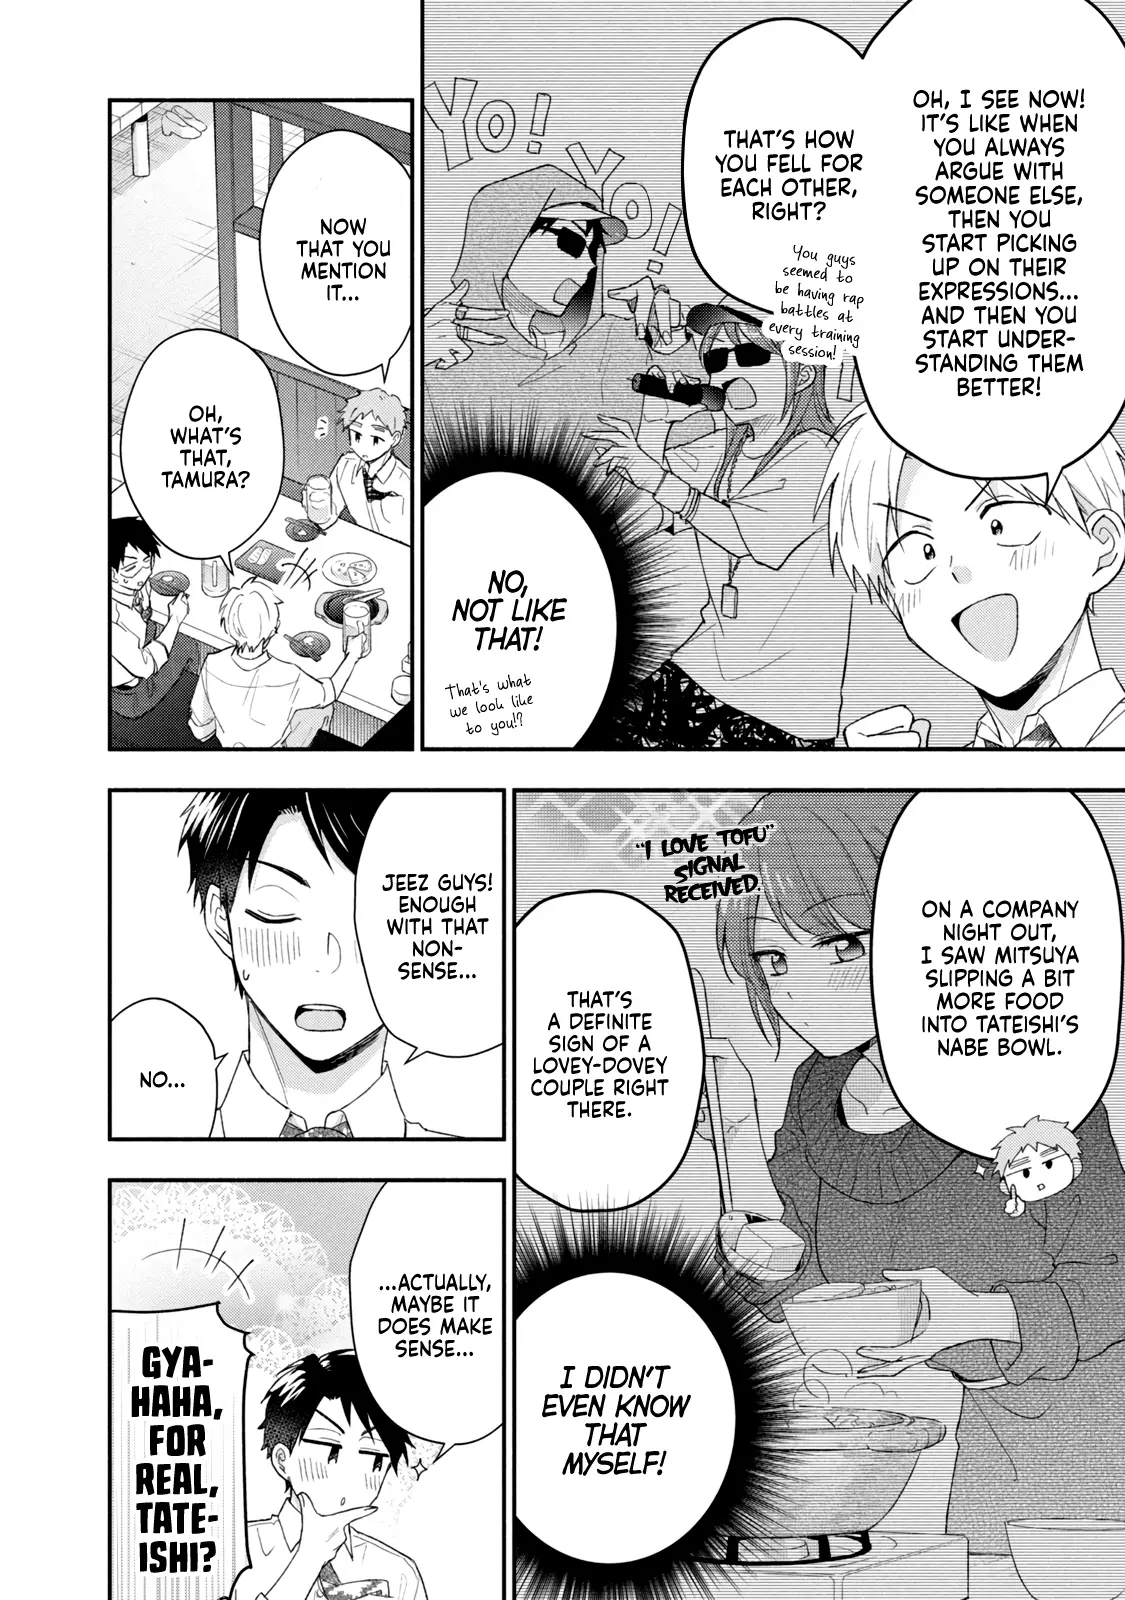 OH, I SEE NOW!
IT'S LIKE WHEN
YOU ALWAYS
ARGUE WITH
SOMEONE ELSE,
THEN YOU
START PICKING
UP ON THEIR
EXPRESSIONS...
AND THEN YOU
START UNDER-
STANDING THEM
BETTER!
THAT'S HOW
YOU FELL FOR
EACH OTHER,
RIGHT?
You guys
seemed to
be having rap
battles at
every training
session!
YO!
YO!
NO,
NOT LIKE
THAT!
That's what
we look like
to you!?
NOW
THAT YOU
MENTION
IT...
OH,
WHAT'S
THAT,
TAMURA?
ON A COMPANY
NIGHT OUT,
I SAW MITSUYA
SLIPPING A BIT
MORE FOOD
INTO TATEISHI'S
NABE BOWL.
"I LOVE TOFU"
SIGNAL
RECEIVED.
THAT'S
A DEFINITE
SIGN OF A
LOVEY-DOVEY
COUPLE RIGHT
THERE.
I DIDN'T
EVEN KNOW
THAT
MYSELF!
JEEZ GUYS!
ENOUGH
WITH THAT
NON-
SENSE...
NO...
...ACTUALLY,
MAYBE IT
DOES MAKE
SENSE...
GYA-
HAHA,
FOR
REAL,
TATE-
ISHI?